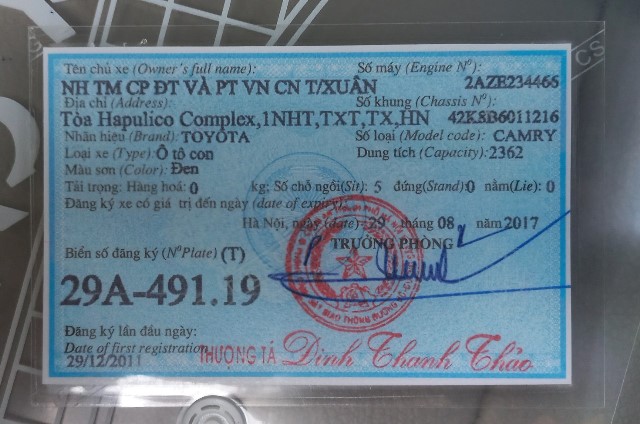 Tên chủ xe (Owner's full name): Số máy (Engine Nº):
NH TM CP ĐT VÀ PT VN CN T/XUÂN 2AZE234465
Địa chỉ (Address): Số khung (Chassis Nº):
Tòa Hapulico Complex,1NHT,TXT,TX,HN 42K8B6011216
Nhãn hiệu (Brand): TOYOTA Số loại (Model code): CAMRY
Loại xe (Type): Ô tô con Dung tích (Capacity): 2362
Màu sơn (Color): Đen
Tải trọng: Hàng hoá: 0 kg; Số chỗ ngồi(Sit): 5 đứng(Stand):0 nằm(Lie): 0
Đăng ký xe có giá trị đến ngày (date of expiry):
Hà Nội, ngày (date) 29 tháng 08 năm 2017
TRƯỞNG PHÒNG
Biển số đăng ký (NºPlate) (T)
29A-491.19
Đăng ký lần đầu ngày:
Date of first registration
29/12/2011
THƯỢNG TÁ Đinh Thanh Thảo
CS